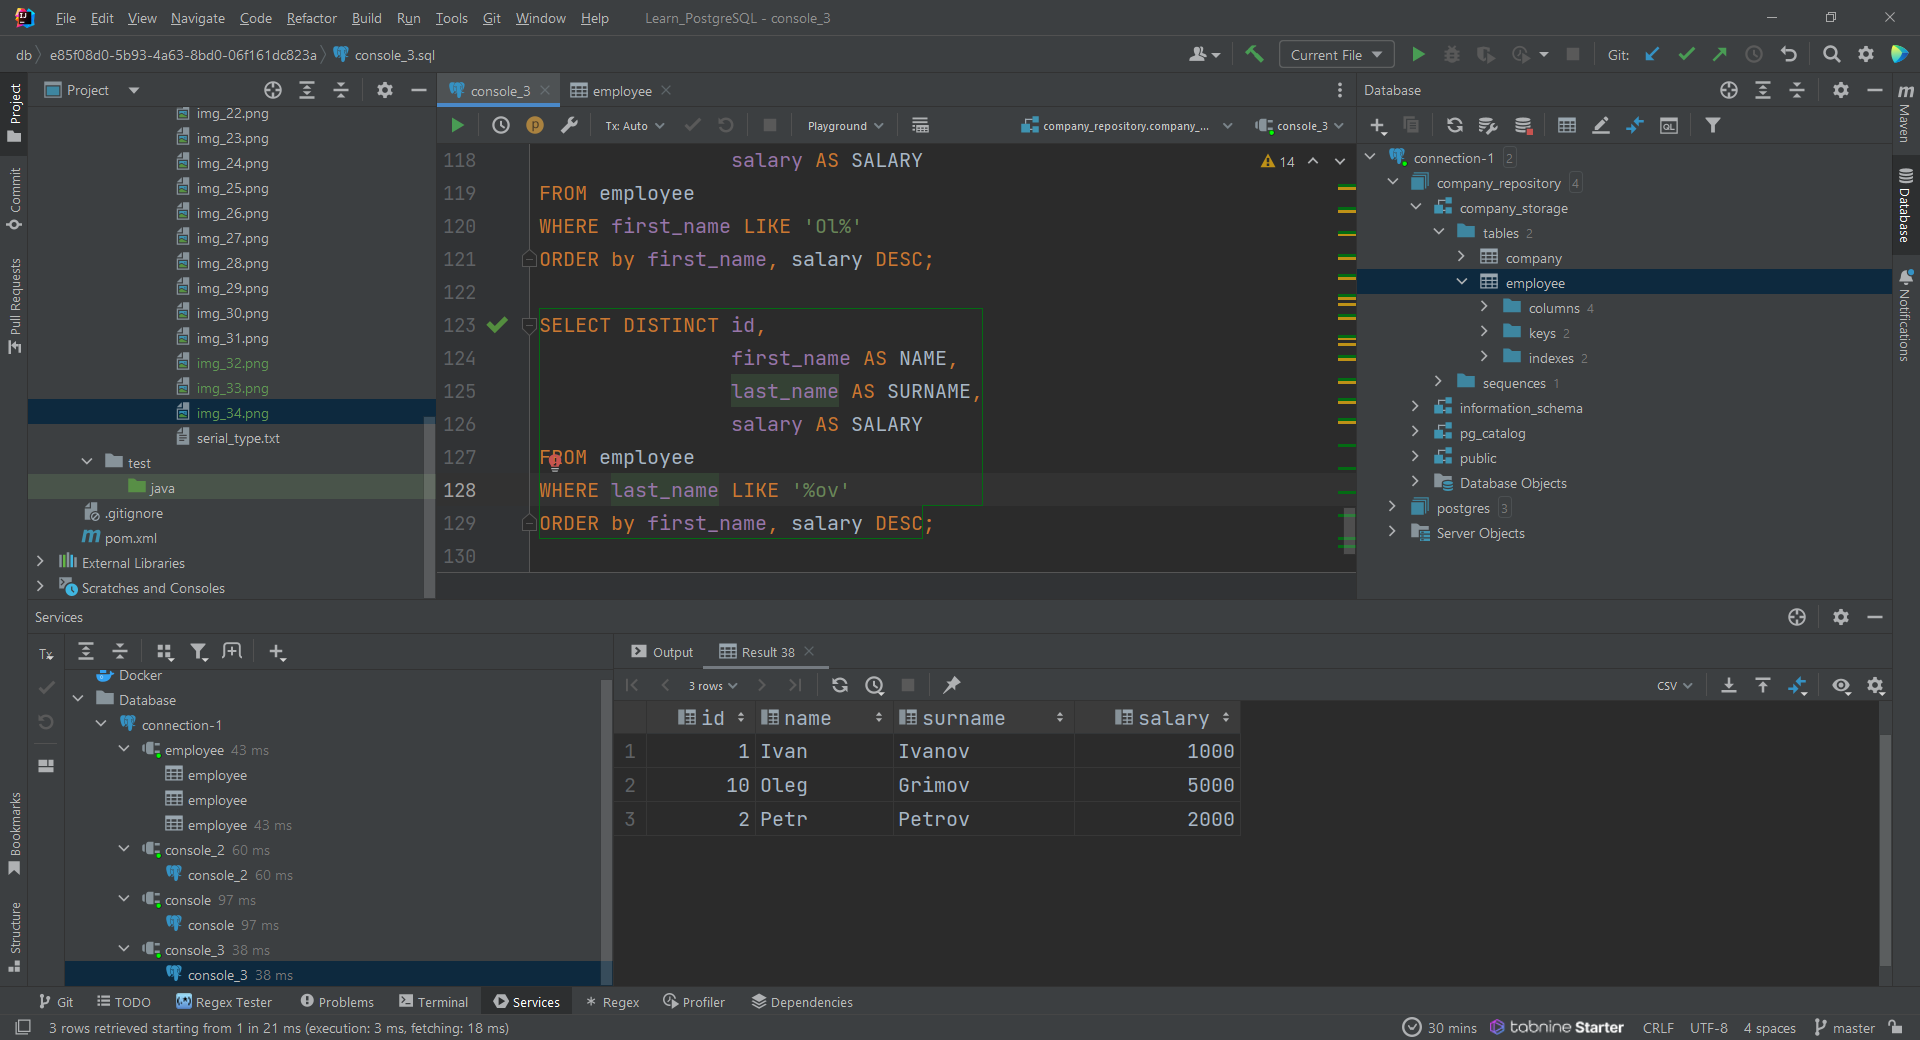 File Edit View Navigate Code Refactor Build Run Tools Git Window Help Learn_PostgreSQL - console_3
db e85f08d0-5b93-4a63-8bd0-06f161dc823a console_3.sql Current File Git:
Project
Commit
Pull Requests
Bookmarks
Structure
Project
img_22.png
img_23.png
img_24.png
img_25.png
img_26.png
img_27.png
img_28.png
img_29.png
img_30.png
img_31.png
img_32.png
img_33.png
img_34.png
serial_type.txt
test
java
.gitignore
pom.xml
External Libraries
Scratches and Consoles
console_3 employee
Tx: Auto Playground company_repository.company_... console_3
14
118 salary AS SALARY
119 FROM employee
120 WHERE first_name LIKE 'Ol%'
121 ORDER by first_name, salary DESC;
122
123 SELECT DISTINCT id,
124 first_name AS NAME,
125 last_name AS SURNAME,
126 salary AS SALARY
127 FROM employee
128 WHERE last_name LIKE '%ov'
129 ORDER by first_name, salary DESC;
130
Database
connection-1 2
company_repository 4
company_storage
tables 2
company
employee
columns 4
keys 2
indexes 2
sequences 1
information_schema
pg_catalog
public
Database Objects
postgres 3
Server Objects
m Maven
Database
Notifications
Services
Tx
Docker
Database
connection-1
employee 43 ms
employee
employee
employee 43 ms
console_2 60 ms
console_2 60 ms
console 97 ms
console 97 ms
console_3 38 ms
console_3 38 ms
Output Result 38
3 rows CSV
id name surname salary
1 1 Ivan Ivanov 1000
2 10 Oleg Grimov 5000
3 2 Petr Petrov 2000
Git TODO Regex Tester Problems Terminal Services Regex Profiler Dependencies
3 rows retrieved starting from 1 in 21 ms (execution: 3 ms, fetching: 18 ms) 30 mins tabnine Starter CRLF UTF-8 4 spaces master